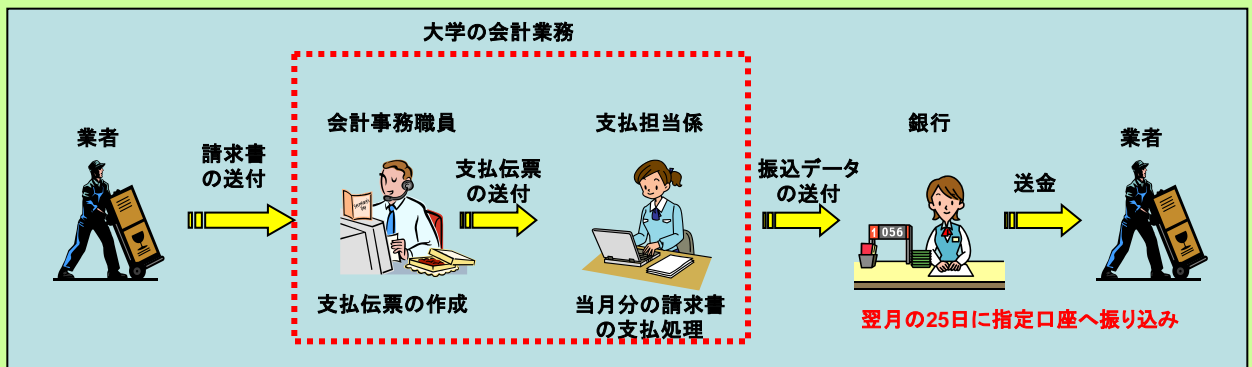 大学の会計業務
業者
請求書
の送付
会計事務職員
支払伝票の作成
支払伝票
の送付
支払担当係
当月分の請求書
の支払処理
振込データ
の送付
銀行
1 056
翌月の25日に指定口座へ振り込み
送金
業者